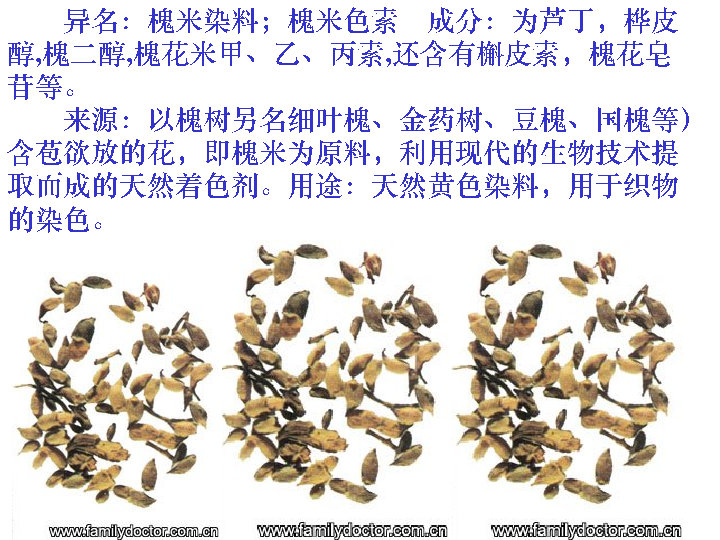 异名：槐米染料；槐米色素　成分：为芦丁，桦皮
醇,槐二醇,槐花米甲、乙、丙素,还含有槲皮素，槐花皂
苷等。
来源：以槐树另名细叶槐、金药树、豆槐、国槐等）
含苞欲放的花，即槐米为原料，利用现代的生物技术提
取而成的天然着色剂。用途：天然黄色染料，用于织物
的染色。
www.familydoctor.com.cn
www.familydoctor.com.cn
www.familydoctor.com.cn